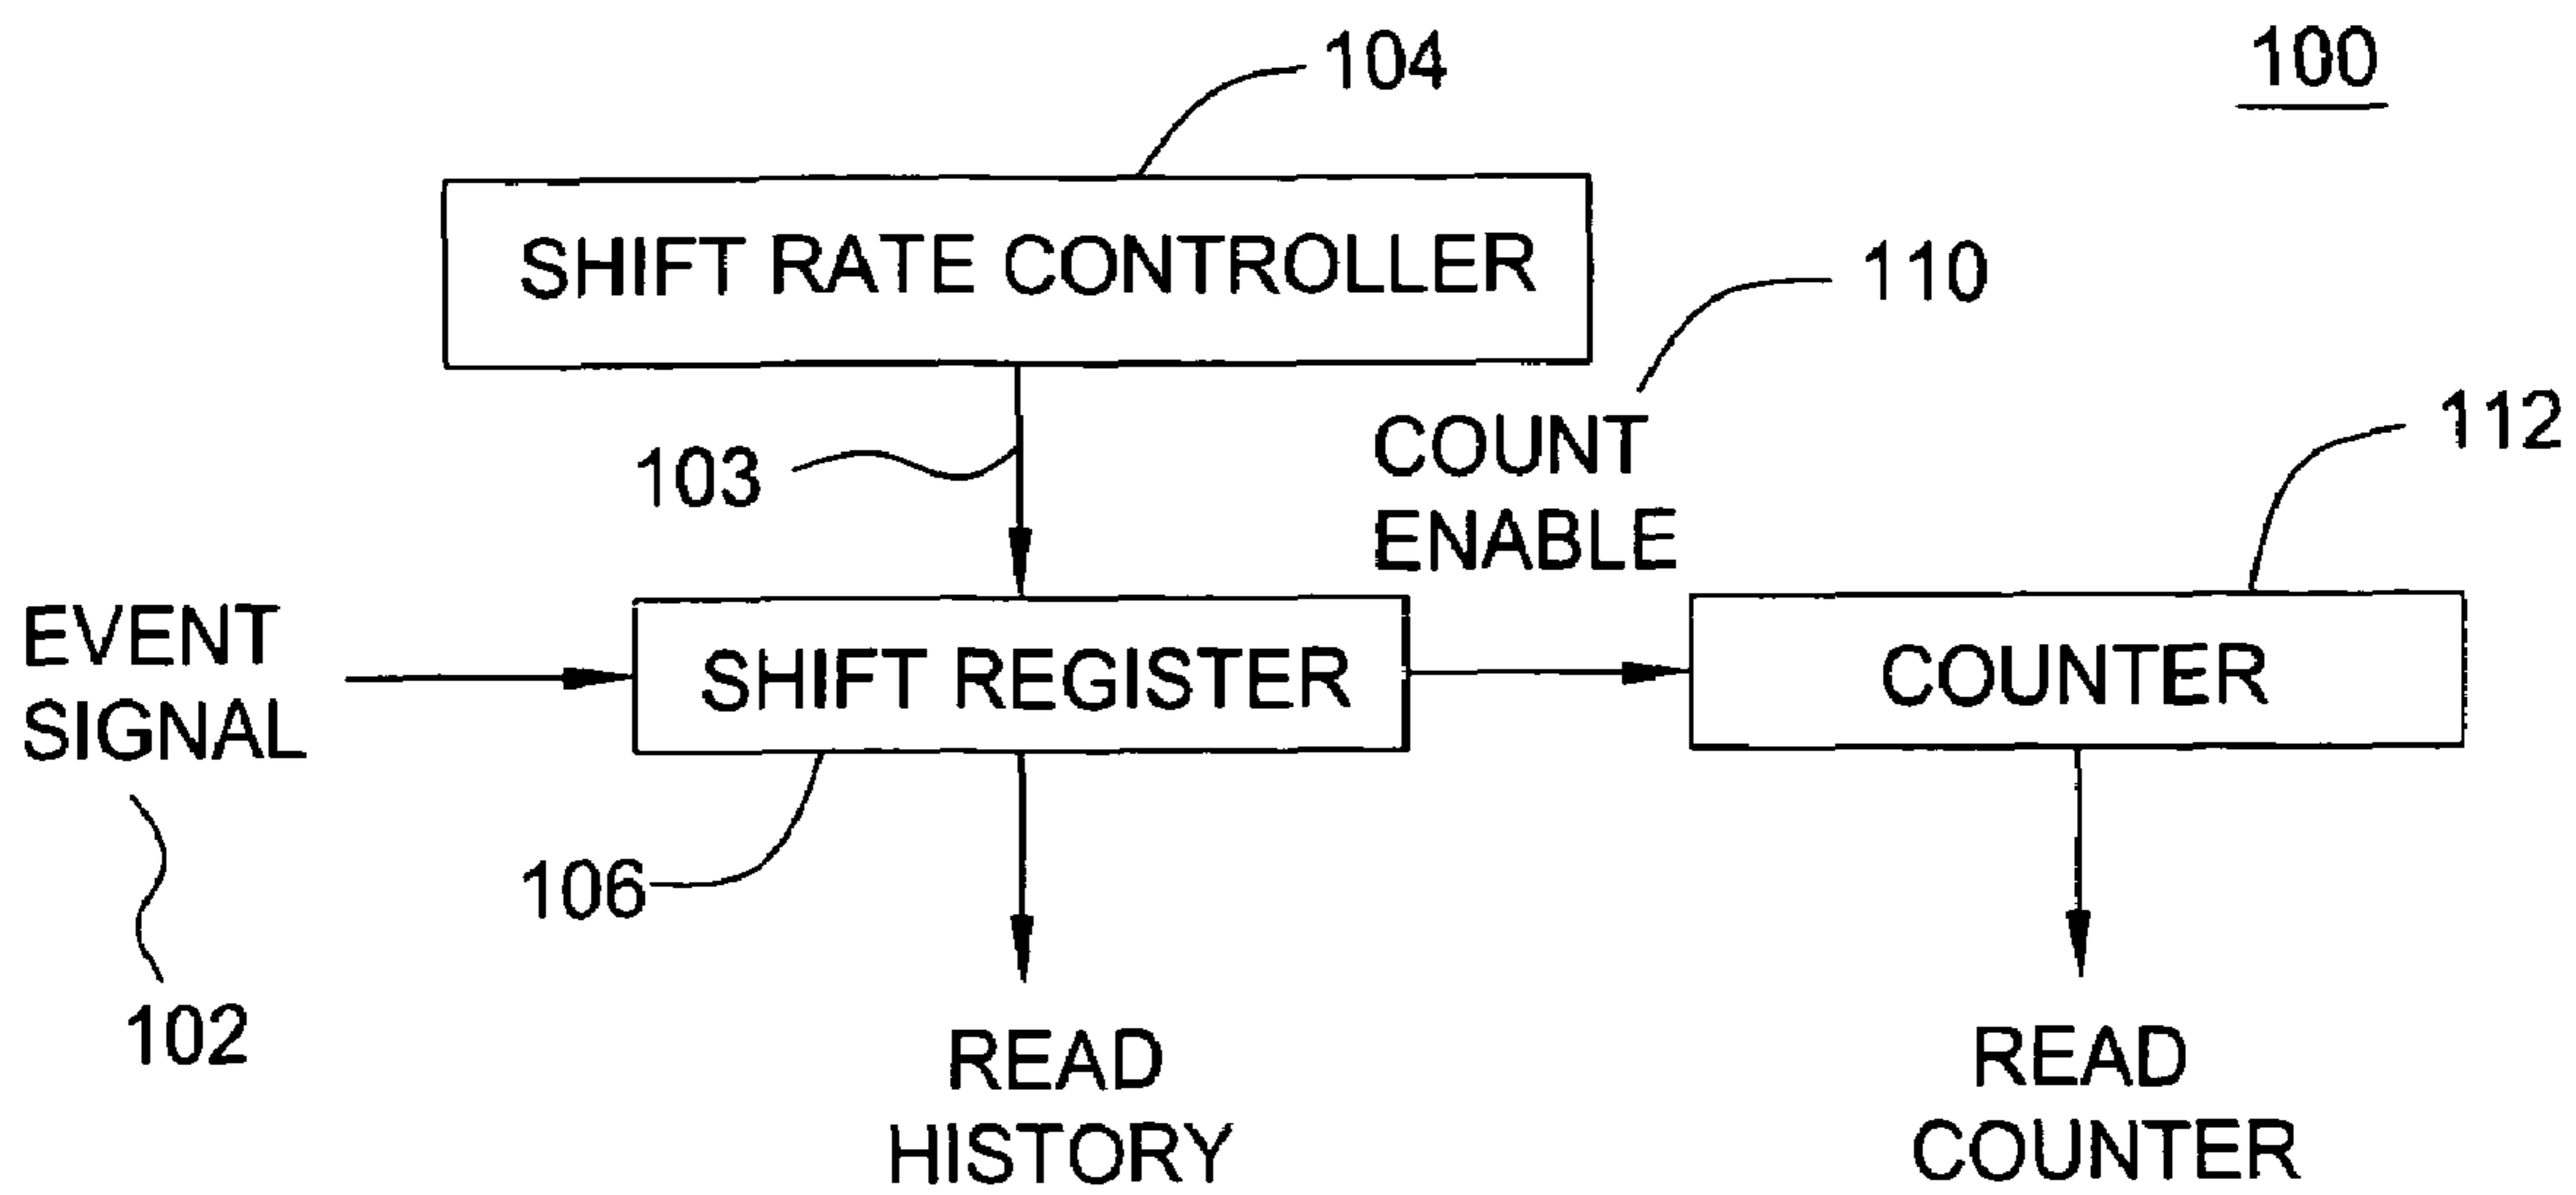 100
104
SHIFT RATE CONTROLLER
110
103
COUNT
ENABLE
112
EVENT
SIGNAL
SHIFT REGISTER
COUNTER
106
102
READ
HISTORY
READ
COUNTER